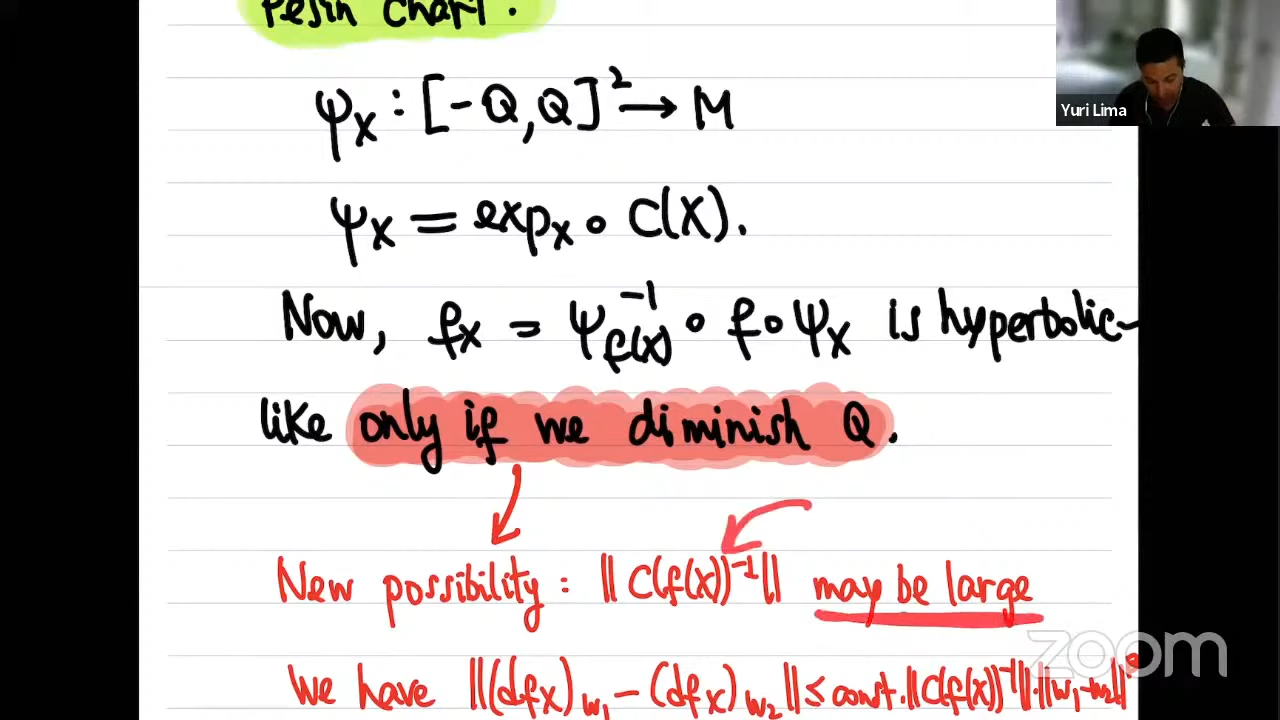 Pesin chart.
Yuri Lima
Ψx : [-Q, Q]² → M
Ψx = expx ∘ C(x).
Now, fx = Ψf(x)⁻¹ ∘ f ∘ Ψx is hyperbolic-
like only if we diminish Q.
New possibility: ||C(f(x))⁻¹|| may be large
zoom
We have ||(dfx)w₁ - (dfx)w₂|| ≤ const.||C(f(x))⁻¹||.||w₁-w₂||